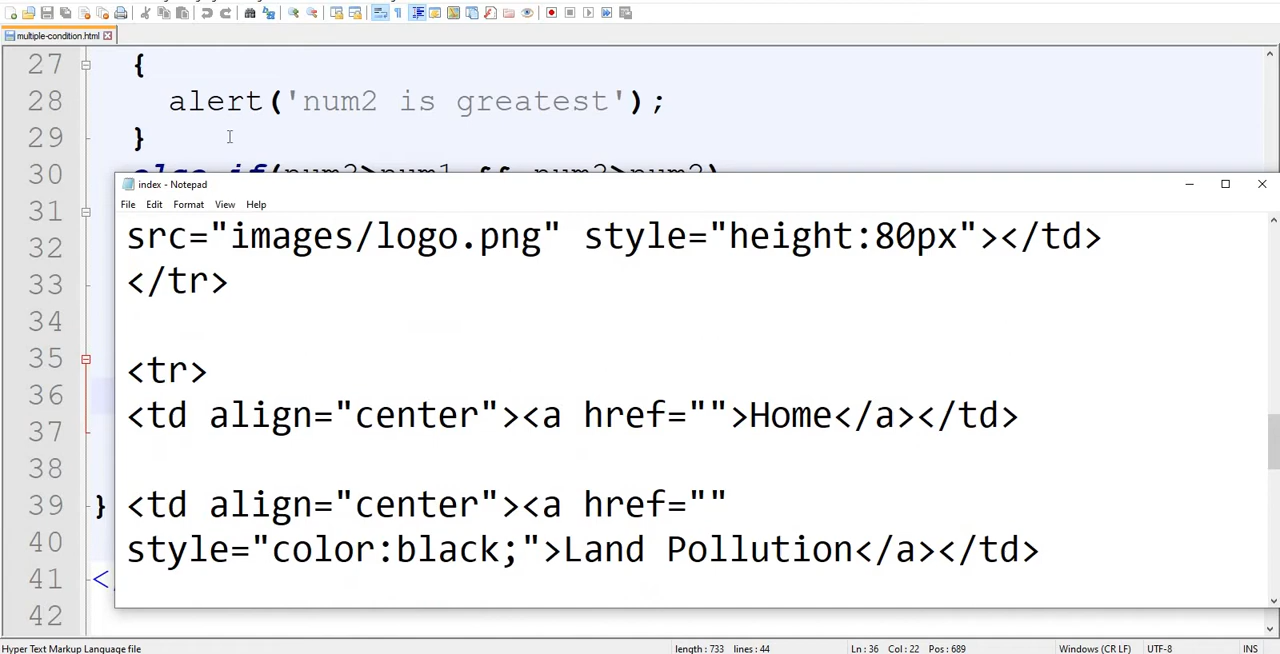 multiple-condition.html
27 {
28 alert('num2 is greatest');
29 }
30
31
32
33
34
35
36
37
38
39 }
40
41 <
42
index - Notepad
File Edit Format View Help
src="images/logo.png" style="height:80px"></td>
</tr>
<tr>
<td align="center"><a href="">Home</a></td>
<td align="center"><a href=""
style="color:black;">Land Pollution</a></td>
Hyper Text Markup Language file length : 733 lines : 44 Ln : 36 Col : 22 Pos : 689 Windows (CR LF) UTF-8 INS